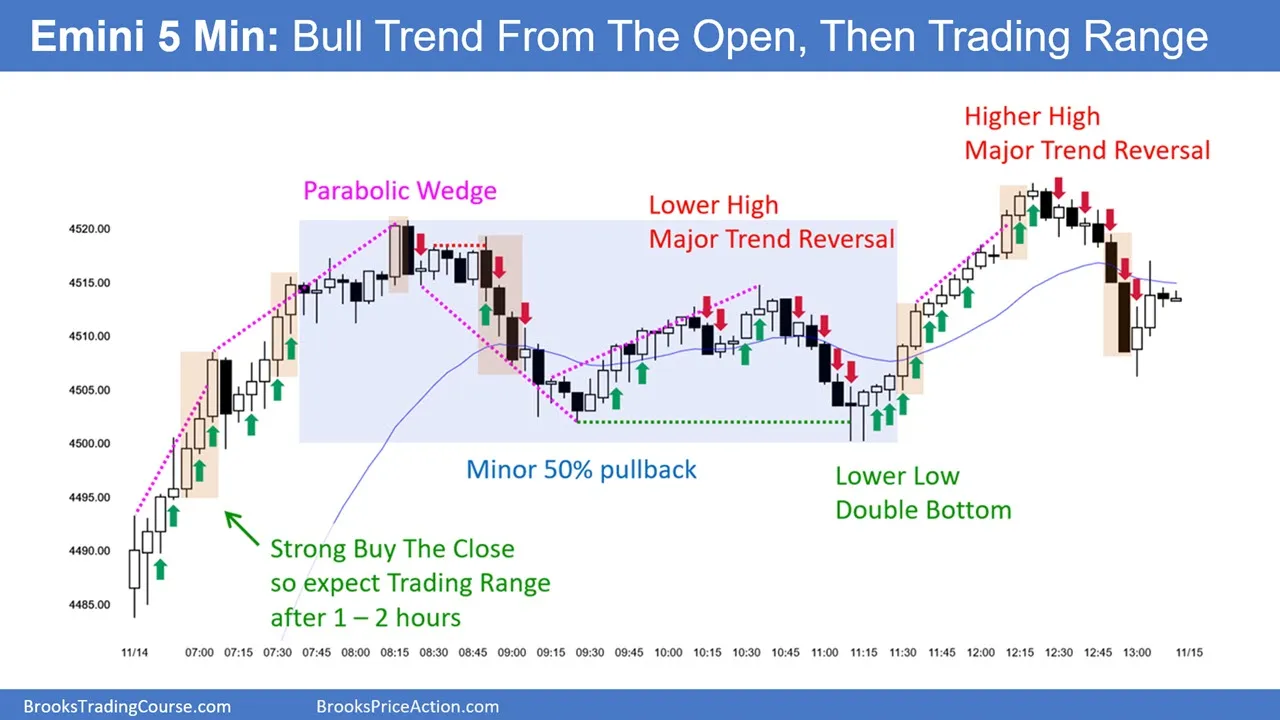 Emini 5 Min: Bull Trend From The Open, Then Trading Range
Higher High
Major Trend Reversal
Parabolic Wedge
Lower High
Major Trend Reversal
4520.00
4515.00
4510.00
4505.00
4500.00
4495.00
4490.00
4485.00
Minor 50% pullback
Lower Low
Double Bottom
Strong Buy The Close
so expect Trading Range
after 1 – 2 hours
11/14 07:00 07:15 07:30 07:45 08:00 08:15 08:30 08:45 09:00 09:15 09:30 09:45 10:00 10:15 10:30 10:45 11:00 11:15 11:30 11:45 12:00 12:15 12:30 12:45 13:00 11/15
BrooksTradingCourse.com
BrooksPriceAction.com